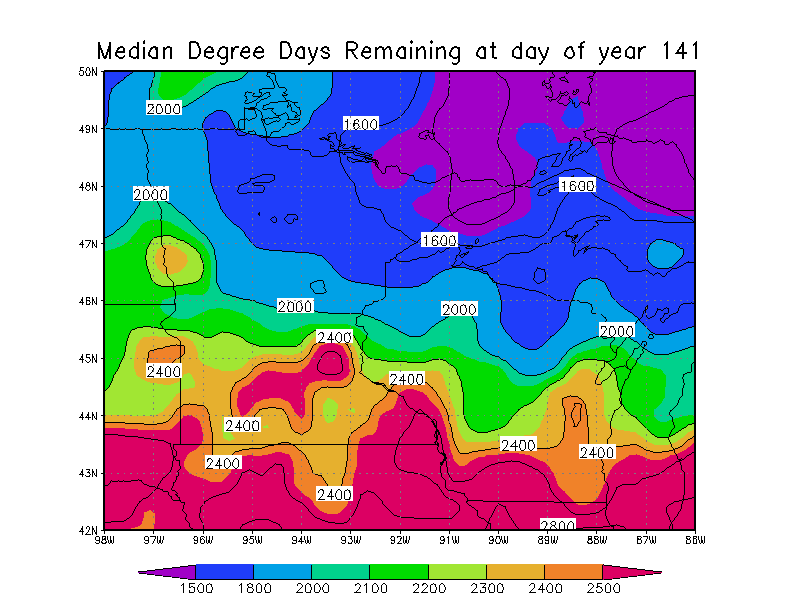 Median Degree Days Remaining at day of year 141
50N
2000
1600
49N
48N
2000
1600
47N
1600
46N
2000
2000
2000
45N
2400
2400
2400
44N
2400
2400
2400
43N
2400
2400
42N
2800
98W 97W 96W 95W 94W 93W 92W 91W 90W 89W 88W 87W 86W
1500 1800 2000 2100 2200 2300 2400 2500